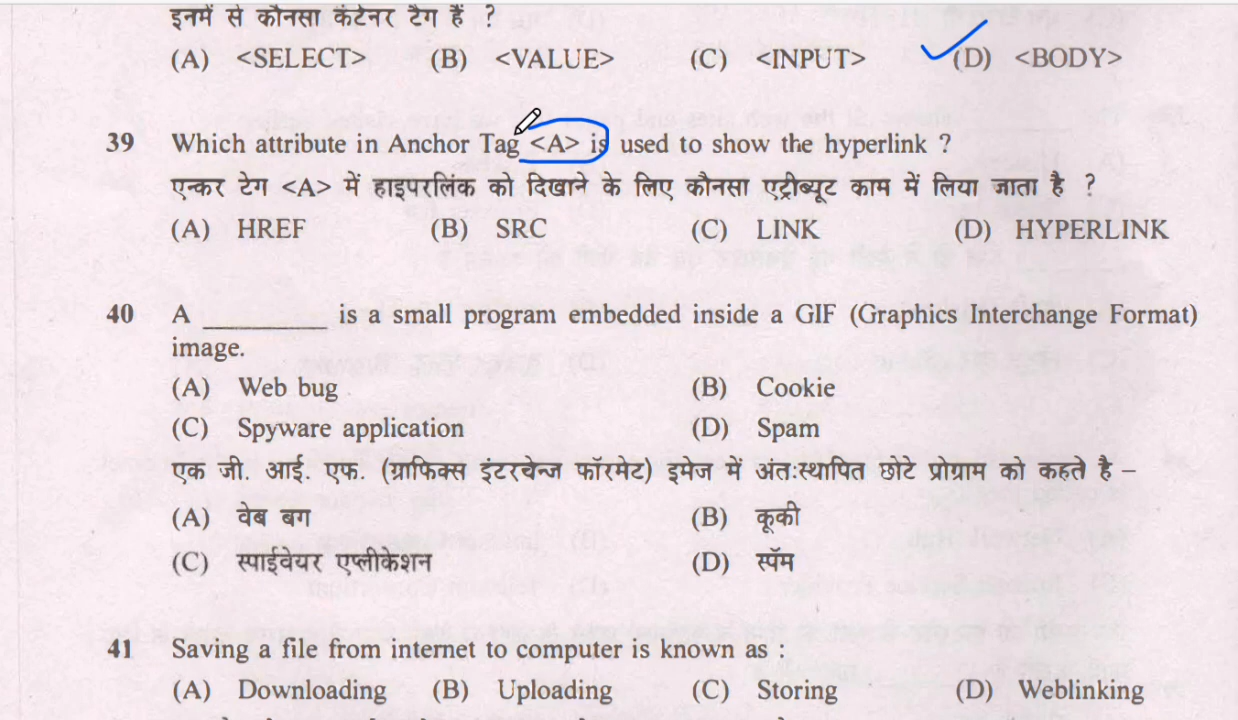 इनमें से कौनसा कंटेनर टैग हैं ?
(A) <SELECT> (B) <VALUE> (C) <INPUT> (D) <BODY>
39 Which attribute in Anchor Tag <A> is used to show the hyperlink ?
एन्कर टेग <A> में हाइपरलिंक को दिखाने के लिए कौनसा एट्रीब्यूट काम में लिया जाता है ?
(A) HREF (B) SRC (C) LINK (D) HYPERLINK
40 A __________ is a small program embedded inside a GIF (Graphics Interchange Format)
image.
(A) Web bug (B) Cookie
(C) Spyware application (D) Spam
एक जी. आई. एफ. (ग्राफिक्स इंटरचेन्ज फॉरमेट) इमेज में अंतःस्थापित छोटे प्रोग्राम को कहते है –
(A) वेब बग (B) कूकी
(C) स्पाईवेयर एप्लीकेशन (D) स्पॅम
41 Saving a file from internet to computer is known as :
(A) Downloading (B) Uploading (C) Storing (D) Weblinking